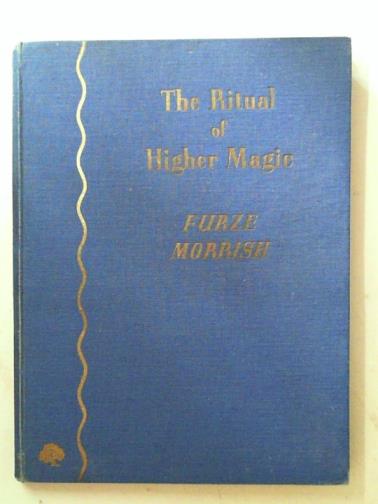 The Ritual
of
Higher Magic
FURZE
MORRISH